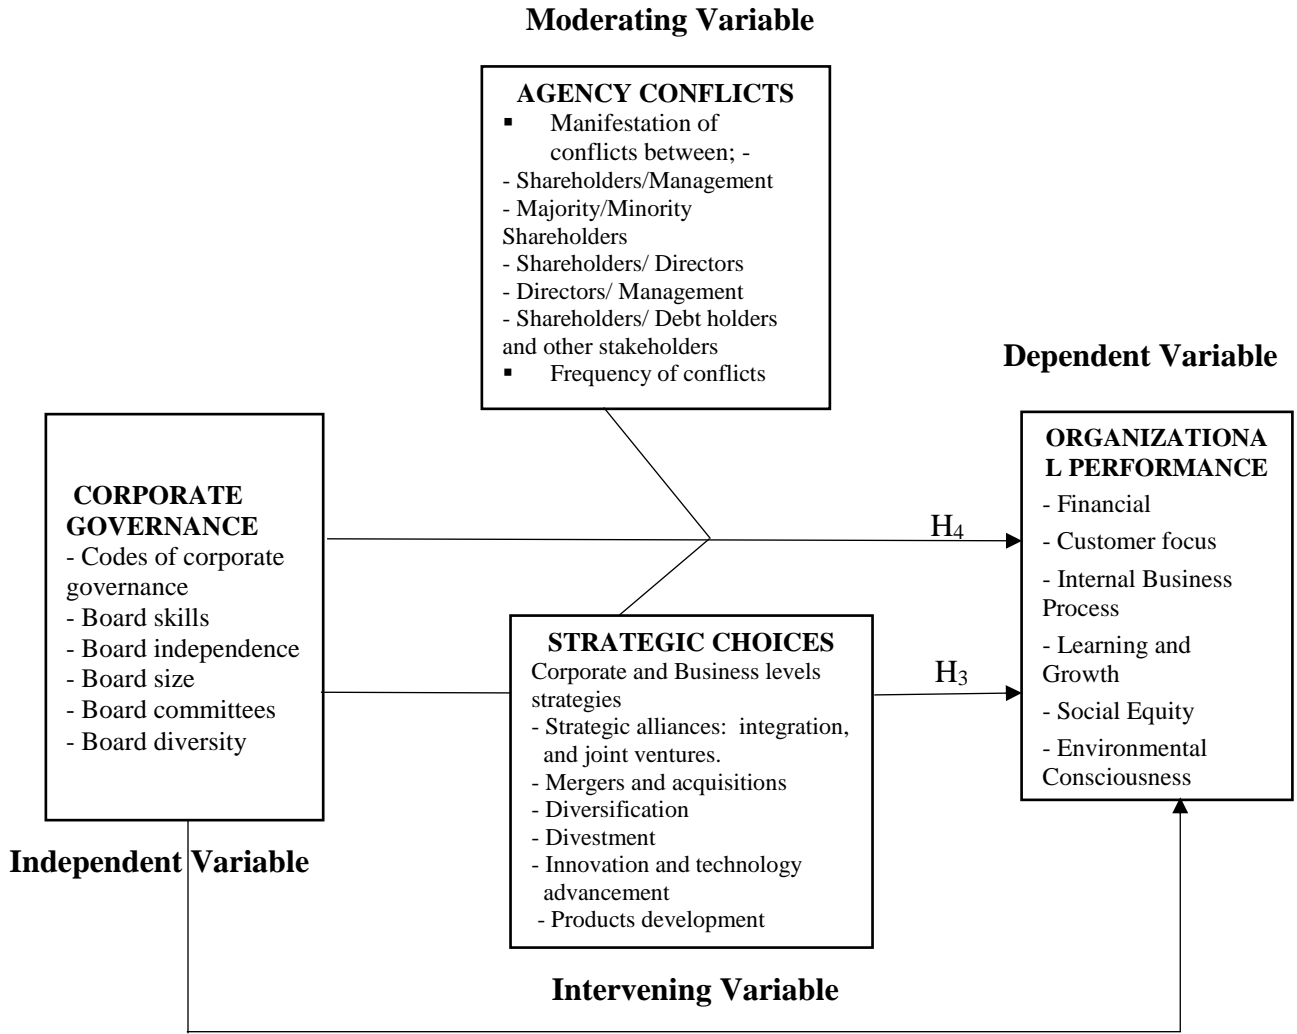 Moderating Variable
AGENCY CONFLICTS
▪ Manifestation of
conflicts between; -
- Shareholders/Management
- Majority/Minority
Shareholders
- Shareholders/ Directors
- Directors/ Management
- Shareholders/ Debt holders
and other stakeholders
▪ Frequency of conflicts
Dependent Variable
CORPORATE
GOVERNANCE
- Codes of corporate
governance
- Board skills
- Board independence
- Board size
- Board committees
- Board diversity
Independent Variable
H4
H3
ORGANIZATIONA
L PERFORMANCE
- Financial
- Customer focus
- Internal Business
Process
- Learning and
Growth
- Social Equity
- Environmental
Consciousness
STRATEGIC CHOICES
Corporate and Business levels
strategies
- Strategic alliances: integration,
and joint ventures.
- Mergers and acquisitions
- Diversification
- Divestment
- Innovation and technology
advancement
- Products development
Intervening Variable